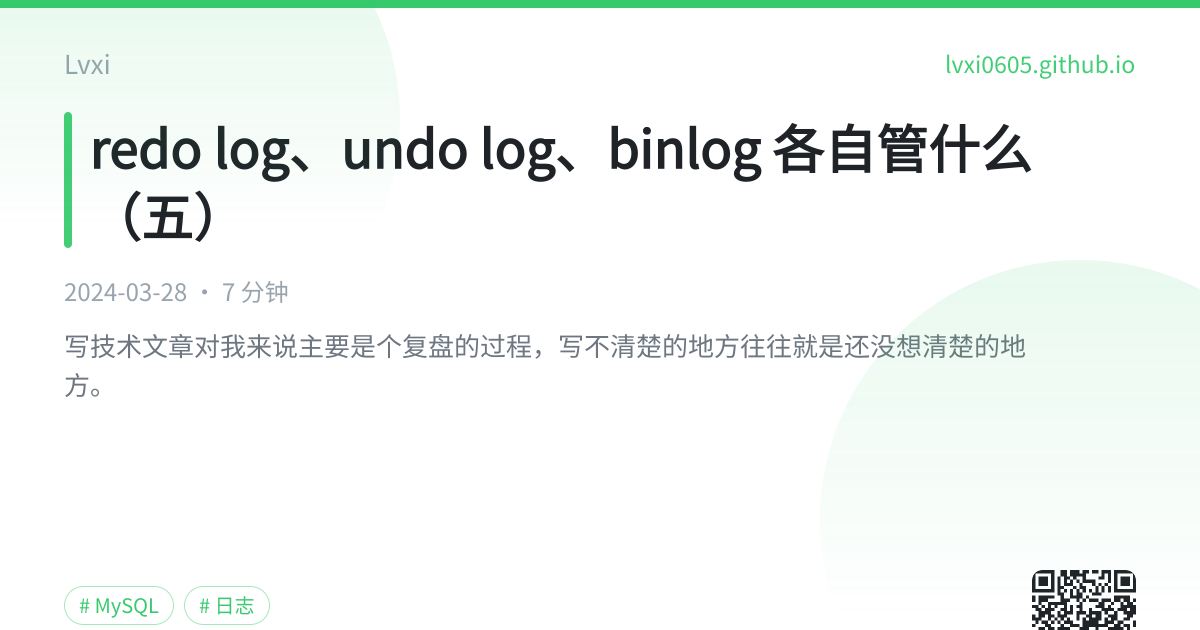 Lvxi
lvxi0605.github.io
redo log、undo log、binlog 各自管什么
（五）
2024-03-28 · 7 分钟
写技术文章对我来说主要是个复盘的过程，写不清楚的地方往往就是还没想清楚的地
方。
# MySQL
# 日志